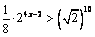 1/8 · 2^{4x-3} > (√2)^{10}